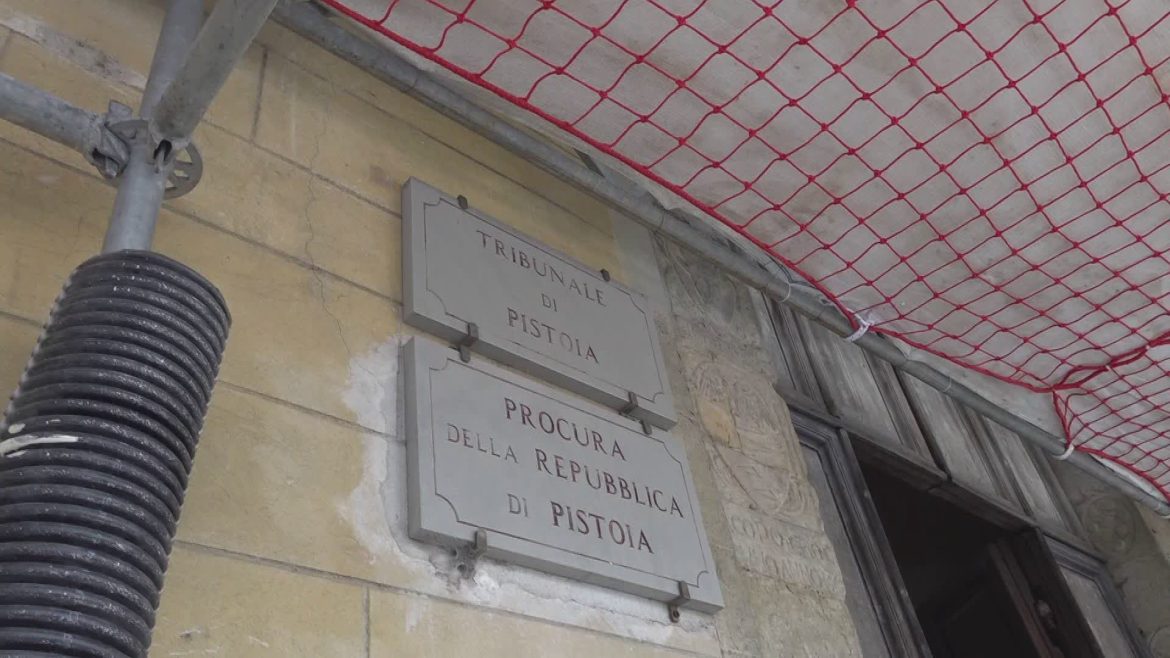 TRIBUNALE
DI
PISTOIA
PROCURA
DELLA REPUBBLICA
DI PISTOIA